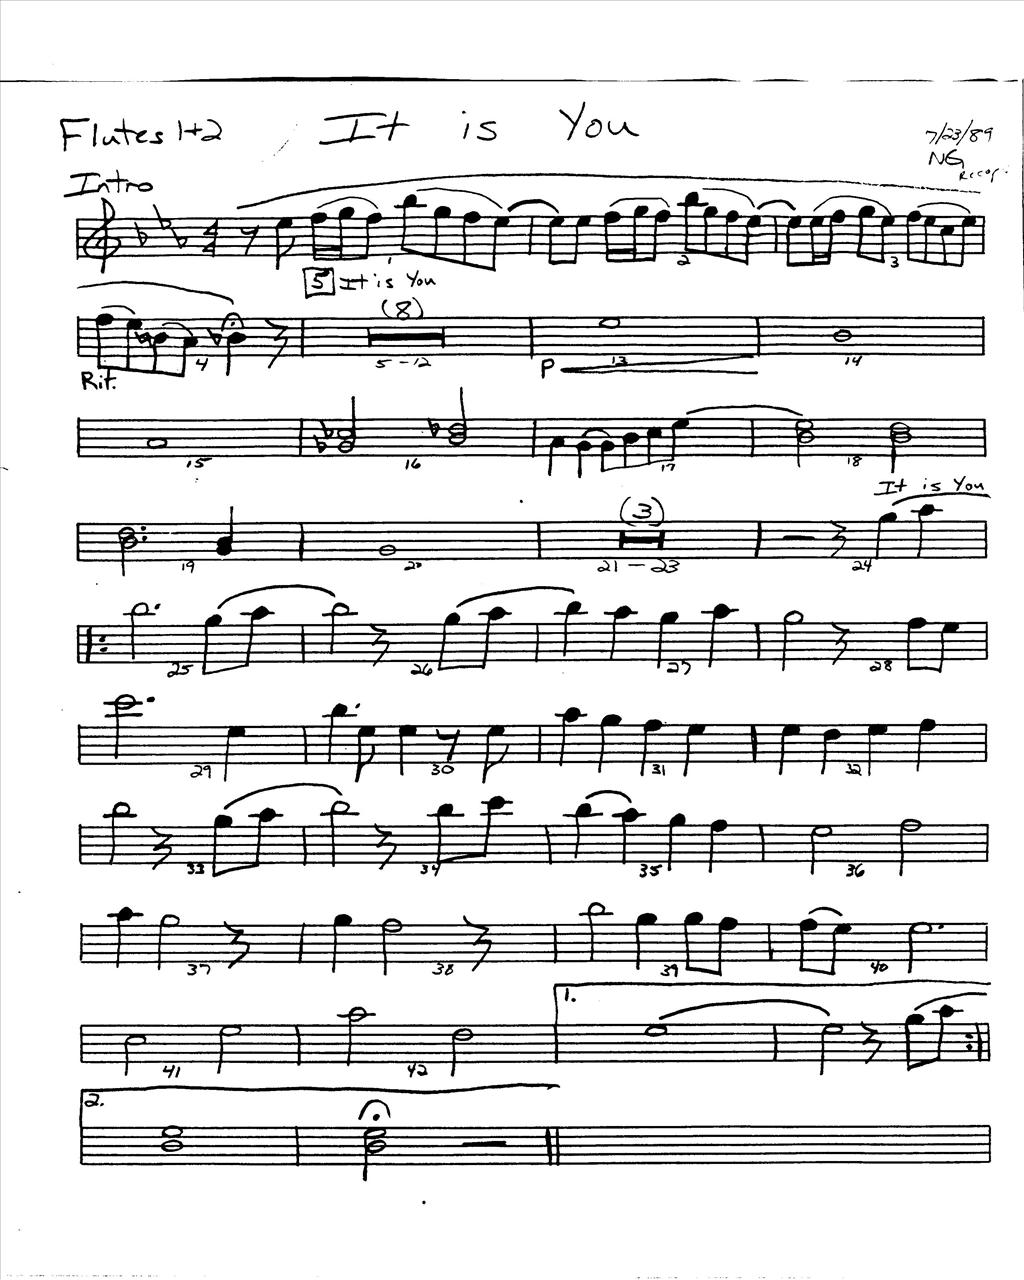 Flutes 1+2 It is You 7/23/89
NG
Recop.
Intro
1 2 3
5 It is You
(8)
4 5-12 p 13 14
Rit.
15 16 17 18
It is You
(3)
19 20 21-23 24
25 26 27 28
29 30 31 32
33 34 35 36
37 38 39 40
1.
41 42
2.